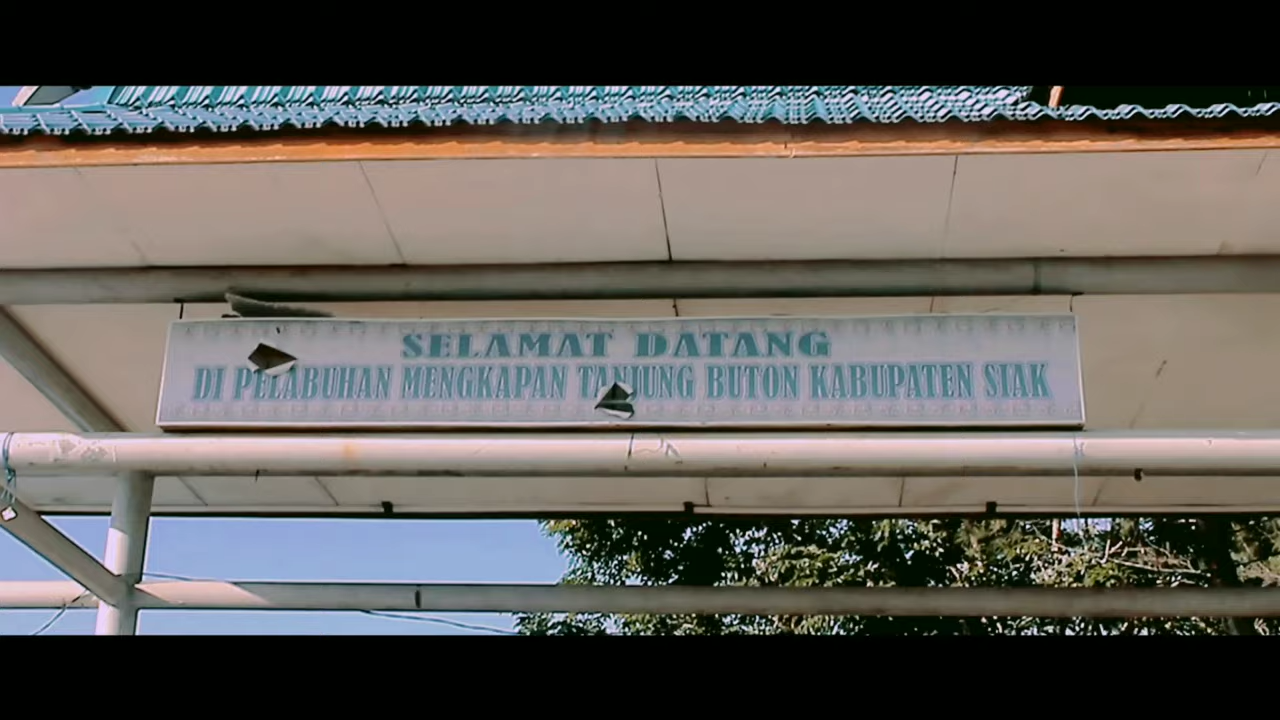 SELAMAT DATANG
DI PELABUHAN MENGKAPAN TANJUNG BUTON KABUPATEN SIAK